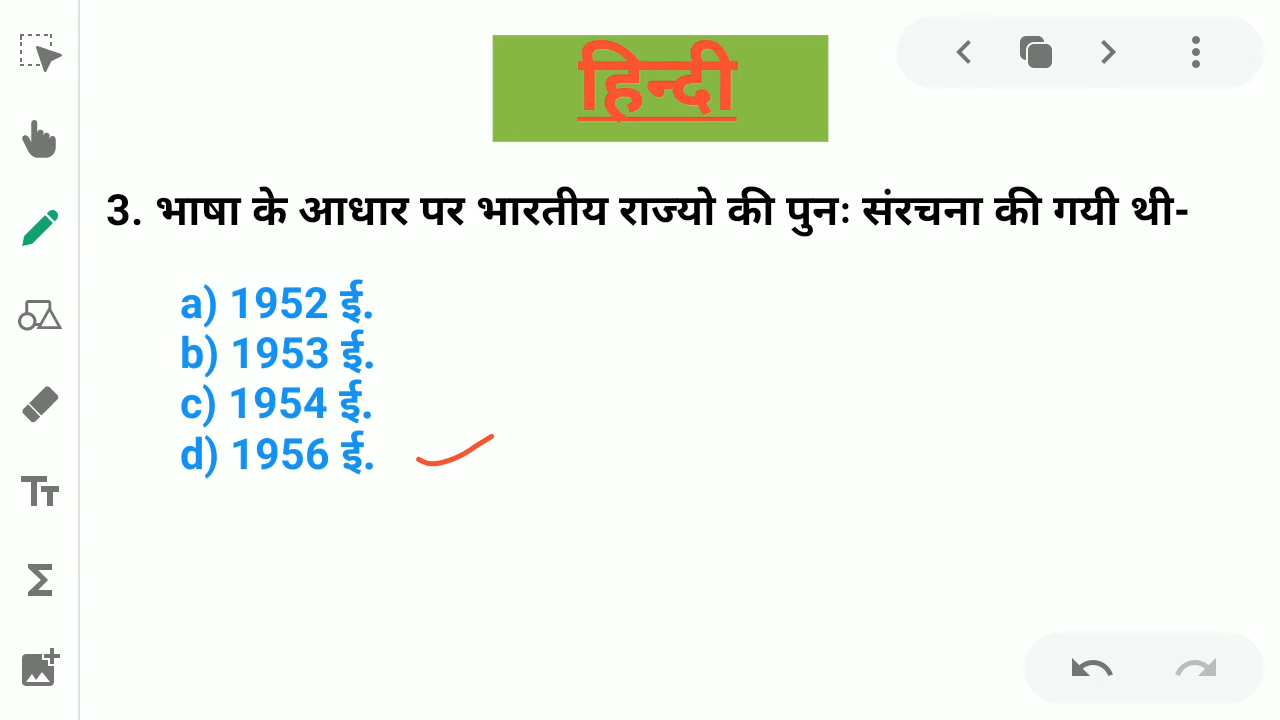 हिन्दी
3. भाषा के आधार पर भारतीय राज्यो की पुनः संरचना की गयी थी-
a) 1952 ई.
b) 1953 ई.
c) 1954 ई.
d) 1956 ई.